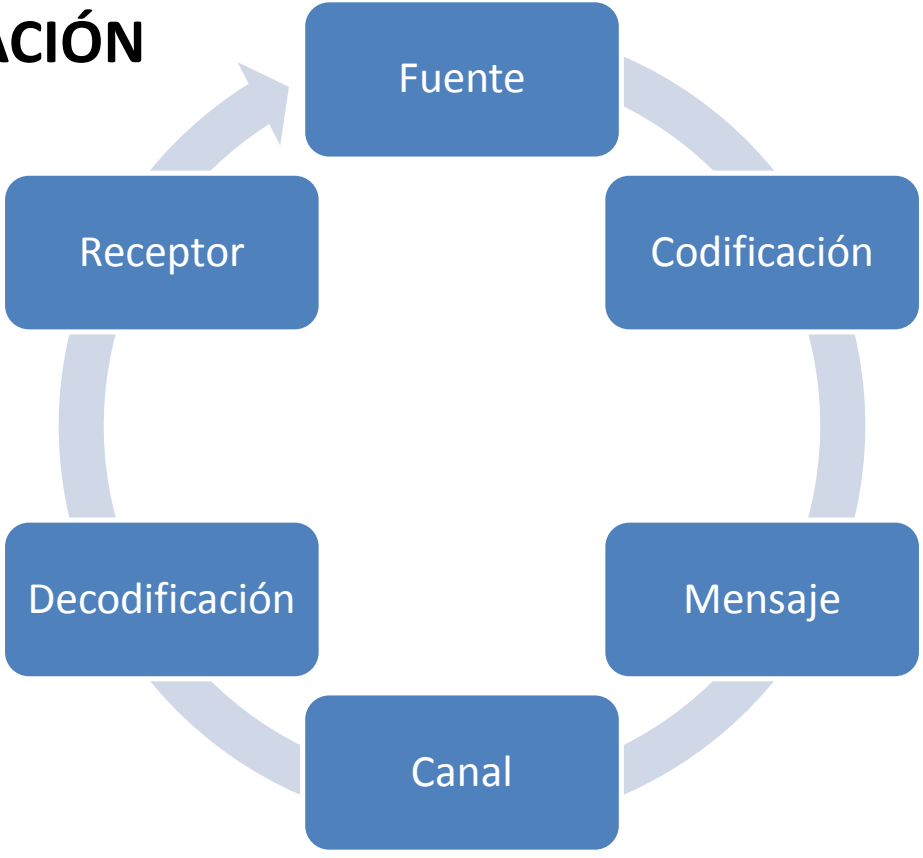 ACIÓN
Fuente
Codificación
Mensaje
Canal
Decodificación
Receptor